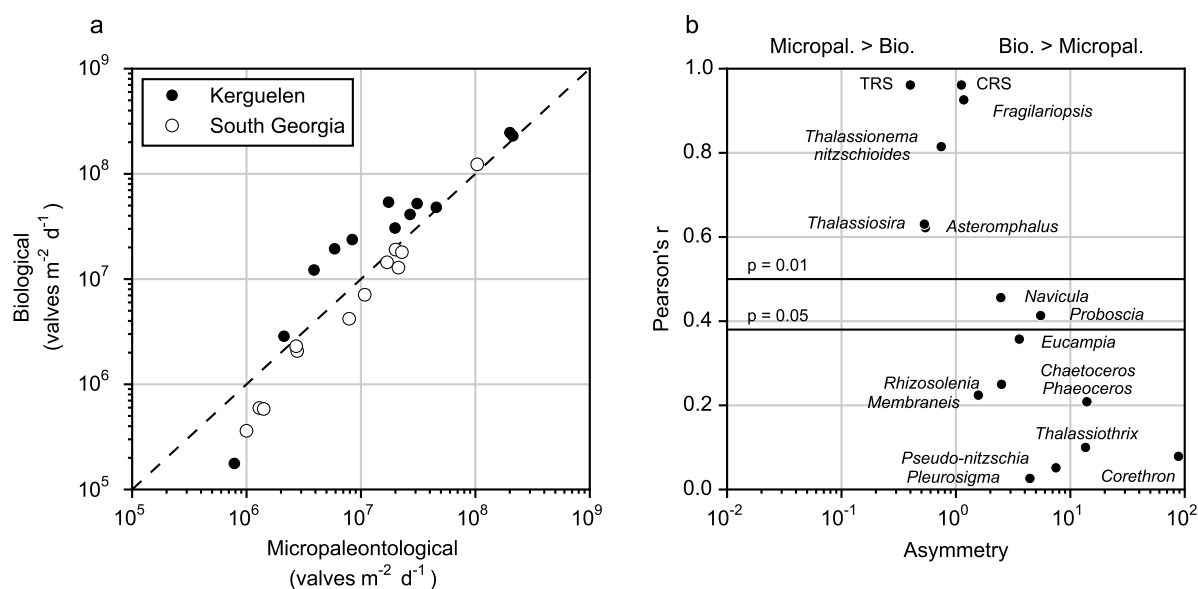 a
10^9
10^8
10^7
10^6
10^5
10^5
10^6
10^7
10^8
10^9
Kerguelen
South Georgia
Biological
(valves m^-2 d^-1)
Micropaleontological
(valves m^-2 d^-1)
b
Micropal. > Bio.
Bio. > Micropal.
1.0
0.8
0.6
0.4
0.2
0.0
10^-2
10^-1
10^0
10^1
10^2
Pearson's r
Asymmetry
TRS
CRS
Fragilariopsis
Thalassionema
nitzschioides
Thalassiosira
Asteromphalus
p = 0.01
Navicula
Proboscia
p = 0.05
Eucampia
Chaetoceros
Phaeoceros
Rhizosolenia
Membraneis
Thalassiothrix
Pseudo-nitzschia
Pleurosigma
Corethron